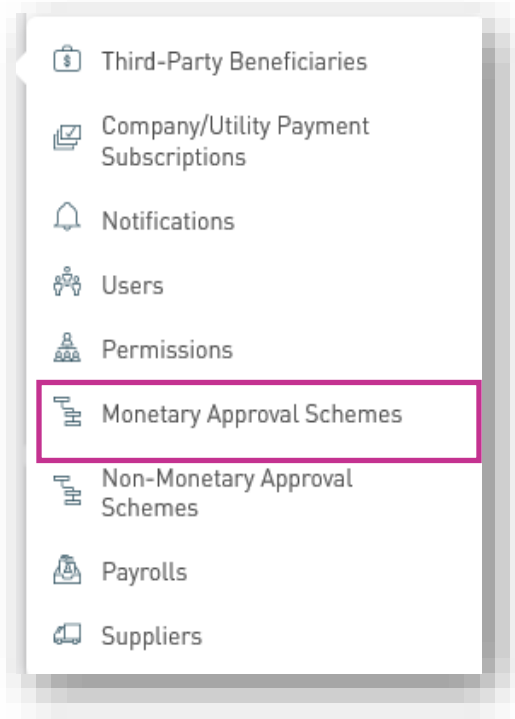 Third-Party Beneficiaries
Company/Utility Payment
Subscriptions
Notifications
Users
Permissions
Monetary Approval Schemes
Non-Monetary Approval
Schemes
Payrolls
Suppliers